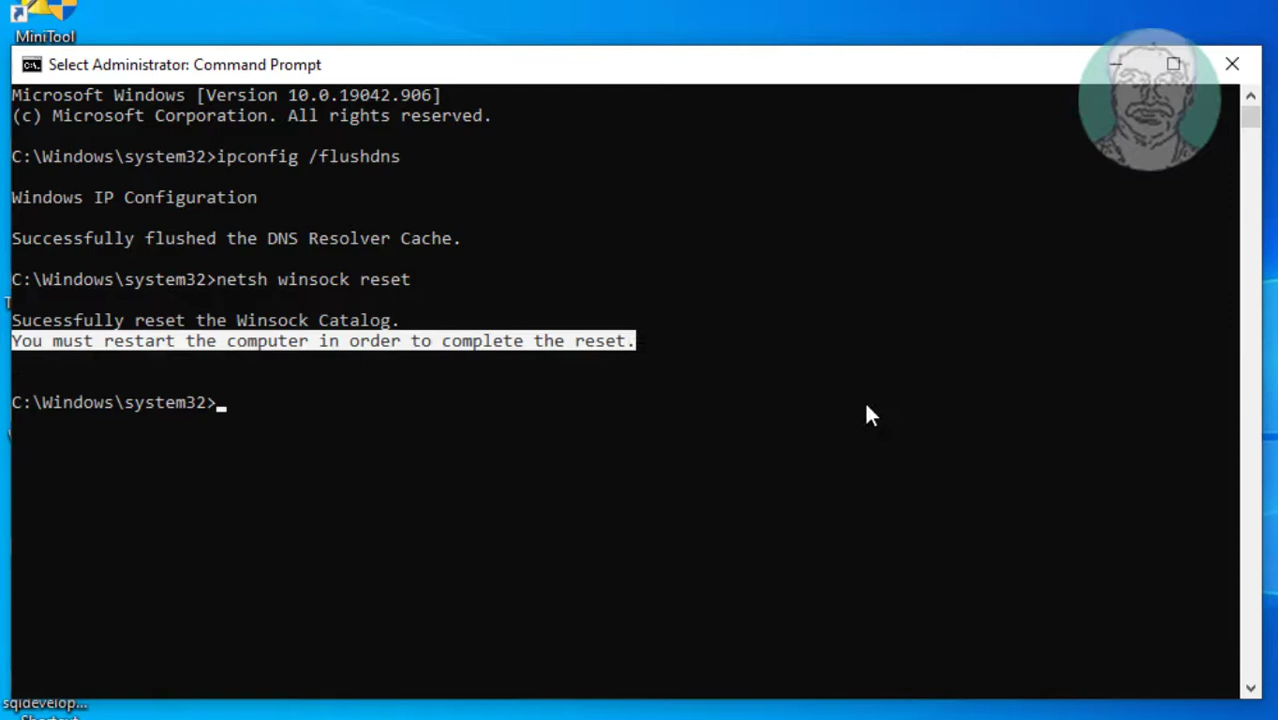 MiniTool
Select Administrator: Command Prompt
Microsoft Windows [Version 10.0.19042.906]
(c) Microsoft Corporation. All rights reserved.
C:\Windows\system32>ipconfig /flushdns
Windows IP Configuration
Successfully flushed the DNS Resolver Cache.
C:\Windows\system32>netsh winsock reset
Sucessfully reset the Winsock Catalog.
You must restart the computer in order to complete the reset.
C:\Windows\system32>
sqldevelop...